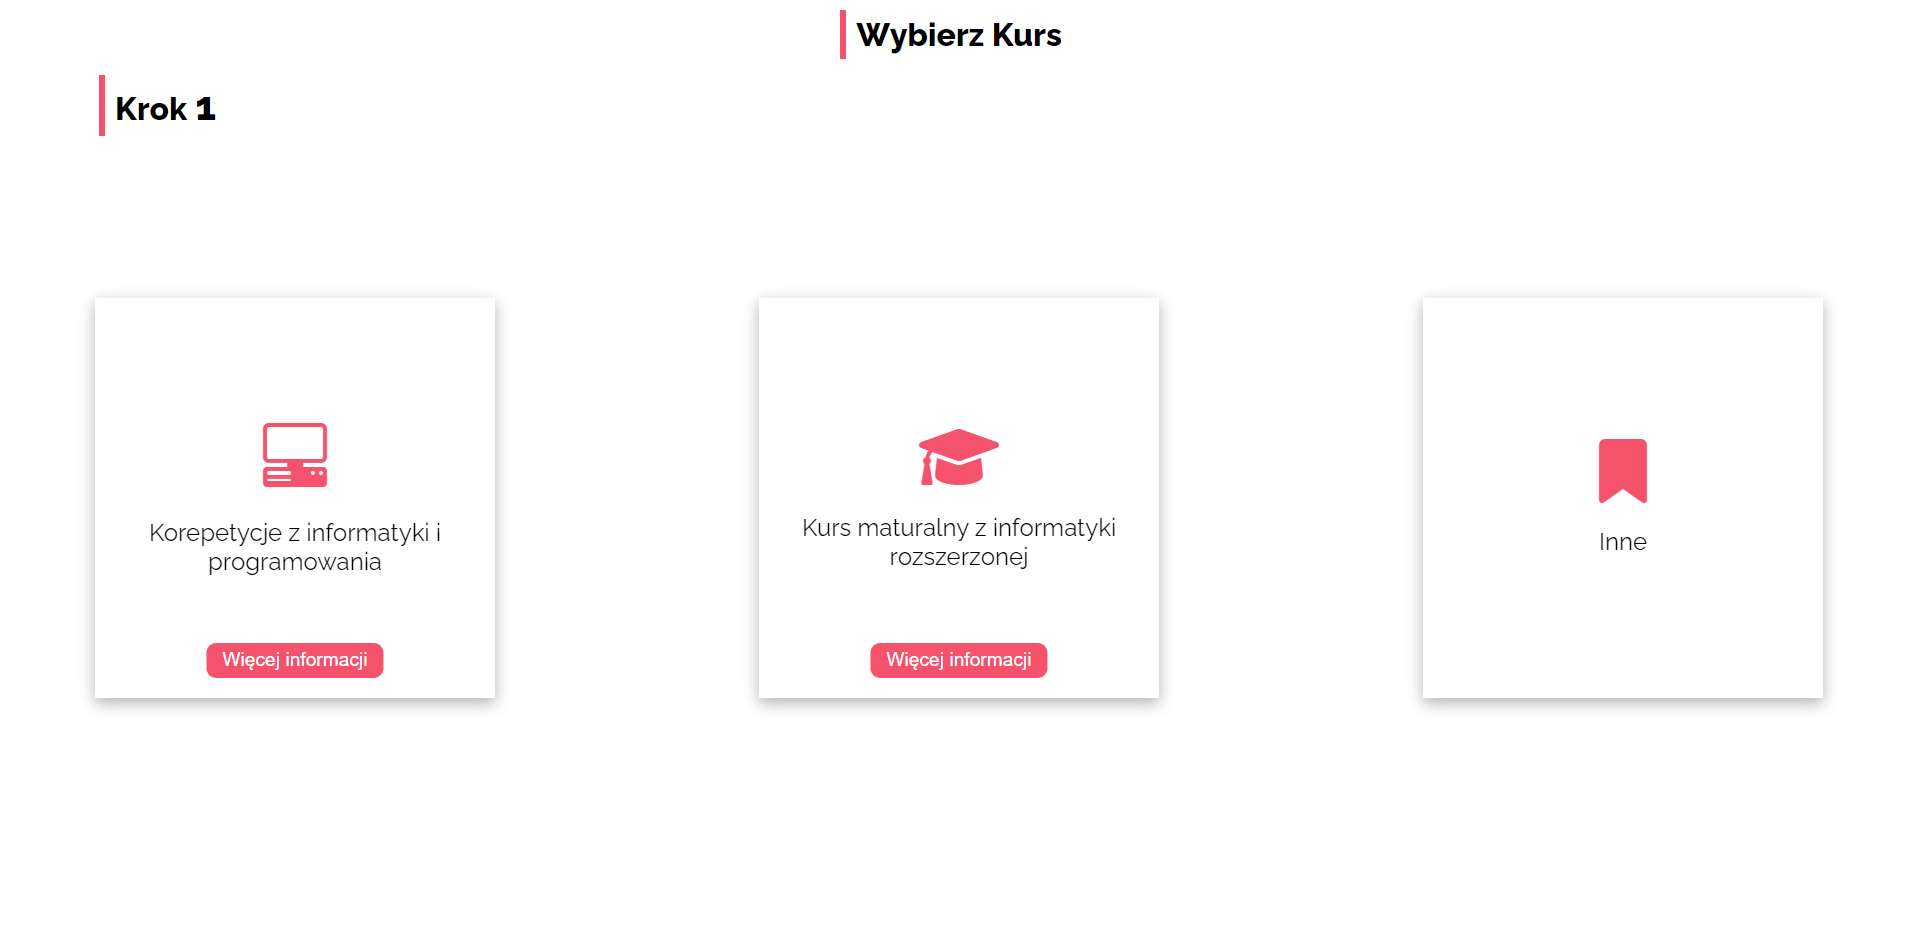 Wybierz Kurs
Krok 1
Korepetycje z informatyki i
programowania
Więcej informacji
Kurs maturalny z informatyki
rozszerzonej
Więcej informacji
Inne